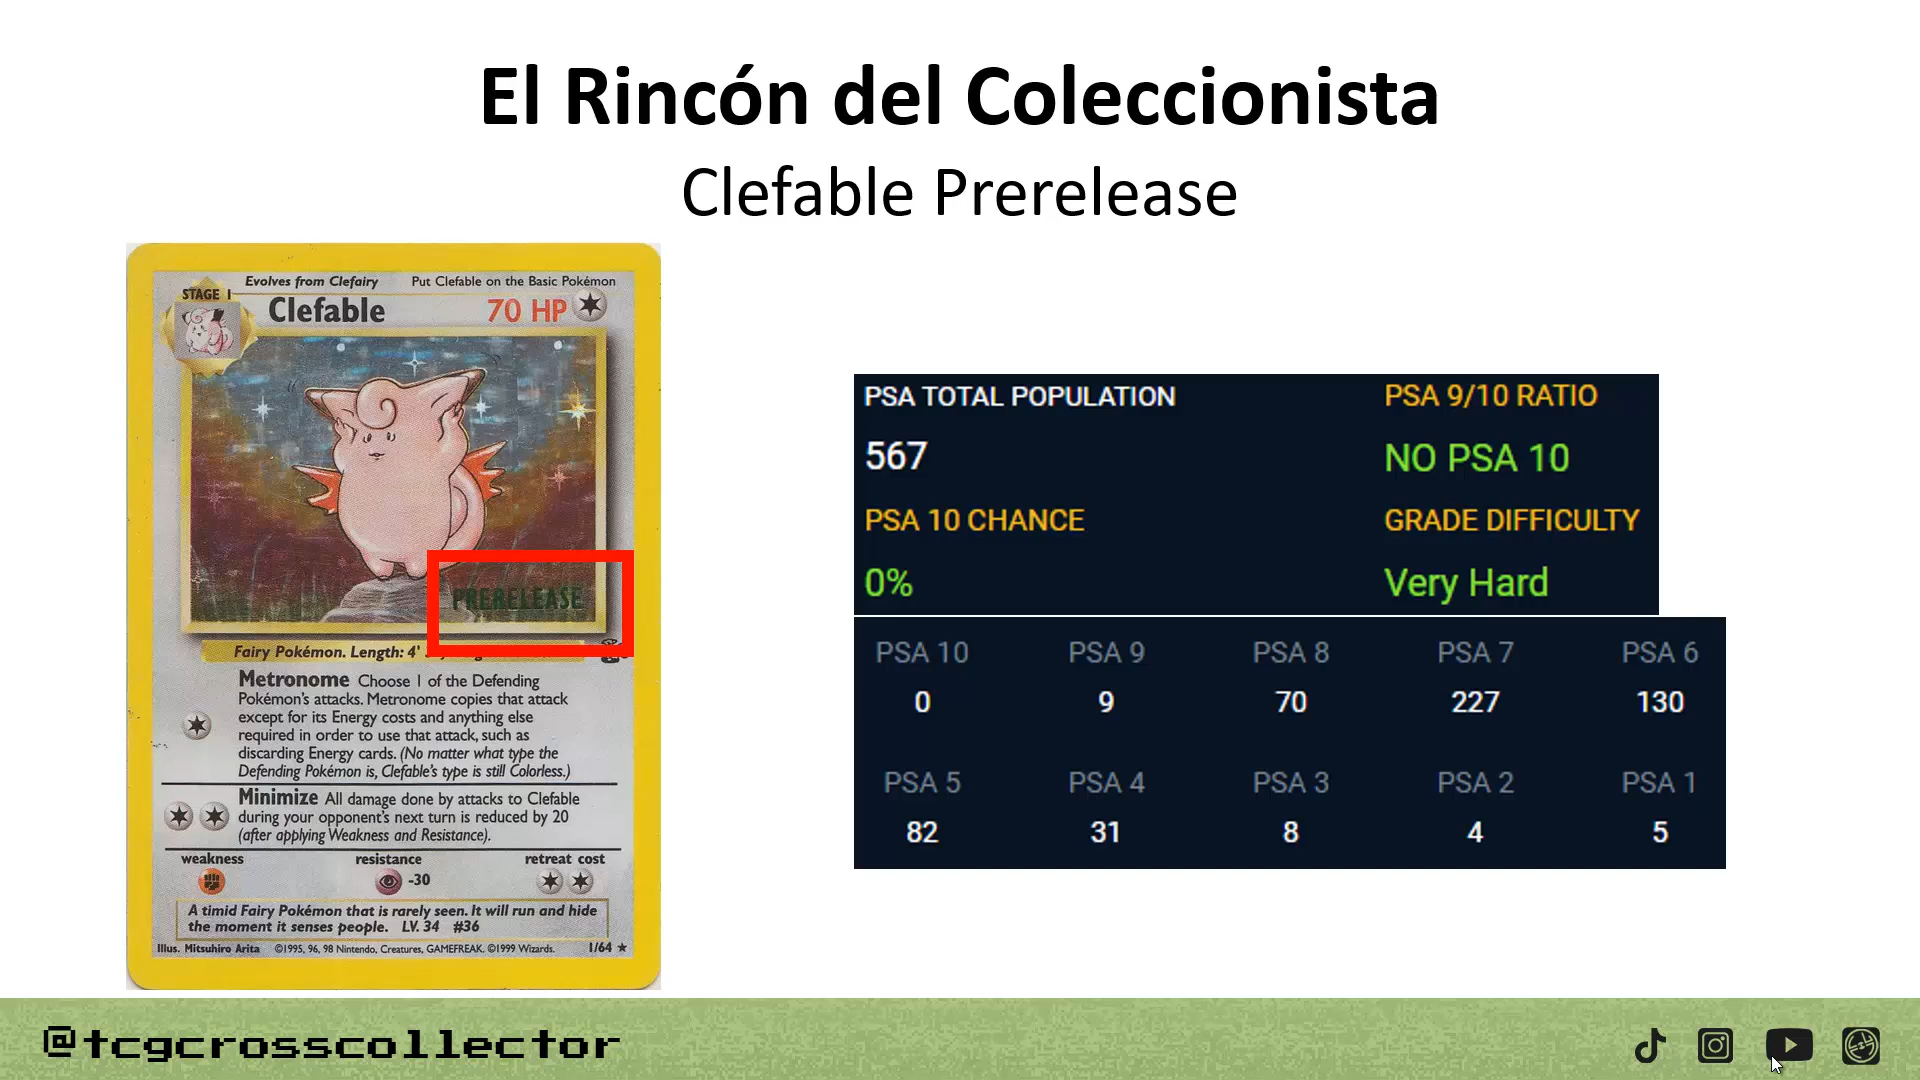 El Rincón del Coleccionista
Clefable Prerelease
Evolves from Clefairy Put Clefable on the Basic Pokémon
STAGE 1
Clefable 70 HP
PRERELEASE
Fairy Pokémon. Length: 4'
Metronome Choose 1 of the Defending
Pokémon's attacks. Metronome copies that attack
except for its Energy costs and anything else
required in order to use that attack, such as
discarding Energy cards. (No matter what type the
Defending Pokémon is, Clefable's type is still Colorless.)
Minimize All damage done by attacks to Clefable
during your opponent's next turn is reduced by 20
(after applying Weakness and Resistance).
weakness resistance retreat cost
-30
A timid Fairy Pokémon that is rarely seen. It will run and hide
the moment it senses people. LV. 34 #36
Illus. Mitsuhiro Arita ©1995, 96, 98 Nintendo, Creatures, GAMEFREAK. ©1999 Wizards. 1/64 ★
PSA TOTAL POPULATION PSA 9/10 RATIO
567 NO PSA 10
PSA 10 CHANCE GRADE DIFFICULTY
0% Very Hard
PSA 10 PSA 9 PSA 8 PSA 7 PSA 6
0 9 70 227 130
PSA 5 PSA 4 PSA 3 PSA 2 PSA 1
82 31 8 4 5
@tcgcrosscollector